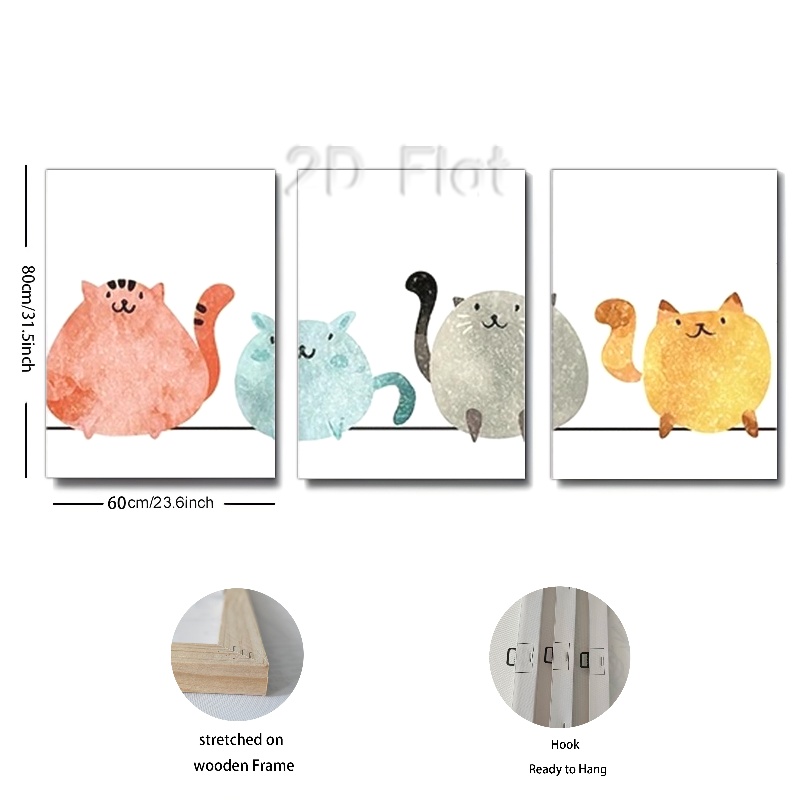 2D Flat
80cm/31.5inch
60cm/23.6inch
stretched on
wooden Frame
Hook
Ready to Hang